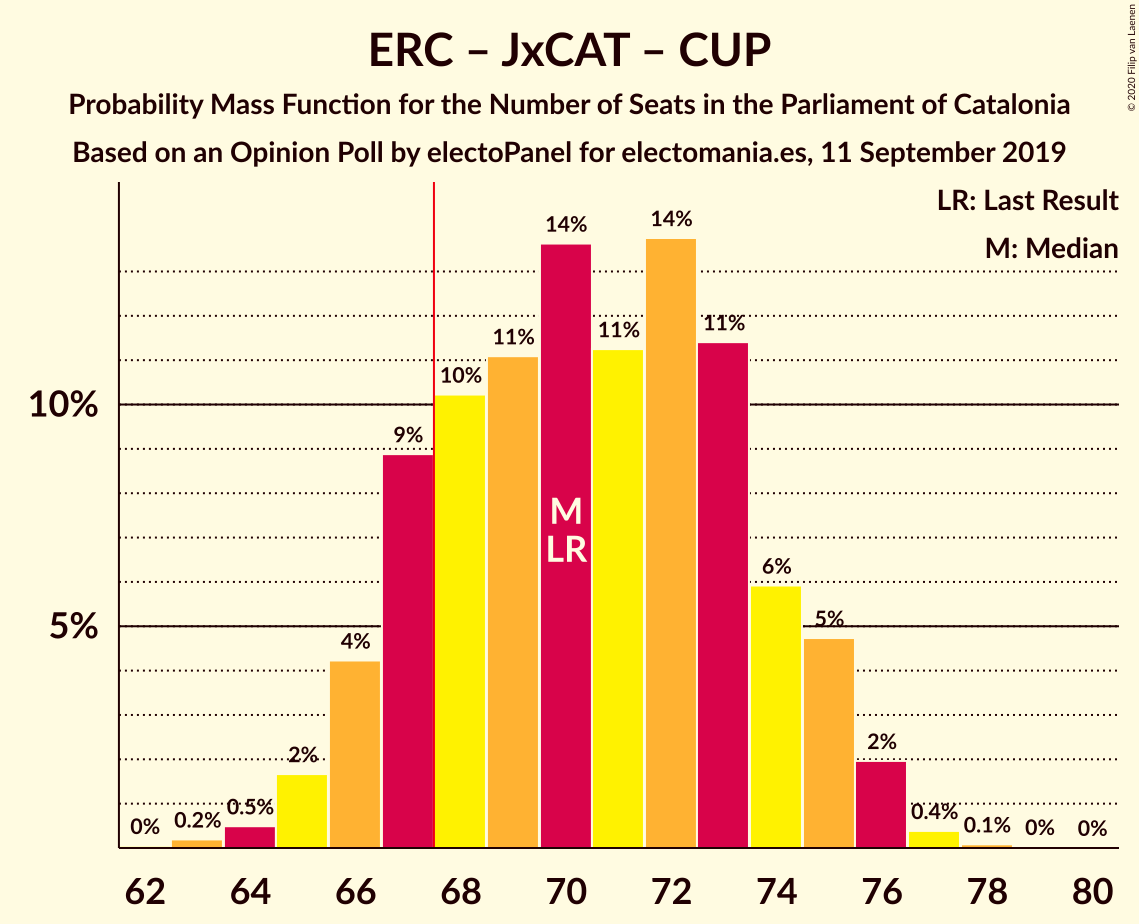 ERC – JxCAT – CUP
Probability Mass Function for the Number of Seats in the Parliament of Catalonia
Based on an Opinion Poll by electoPanel for electomania.es, 11 September 2019
© 2020 Filip van Laenen
LR: Last Result
M: Median
10%
5%
0%
0.2%
0.5%
2%
4%
9%
10%
11%
14%
11%
14%
11%
6%
5%
2%
0.4%
0.1%
0%
0%
M
LR
62 64 66 68 70 72 74 76 78 80